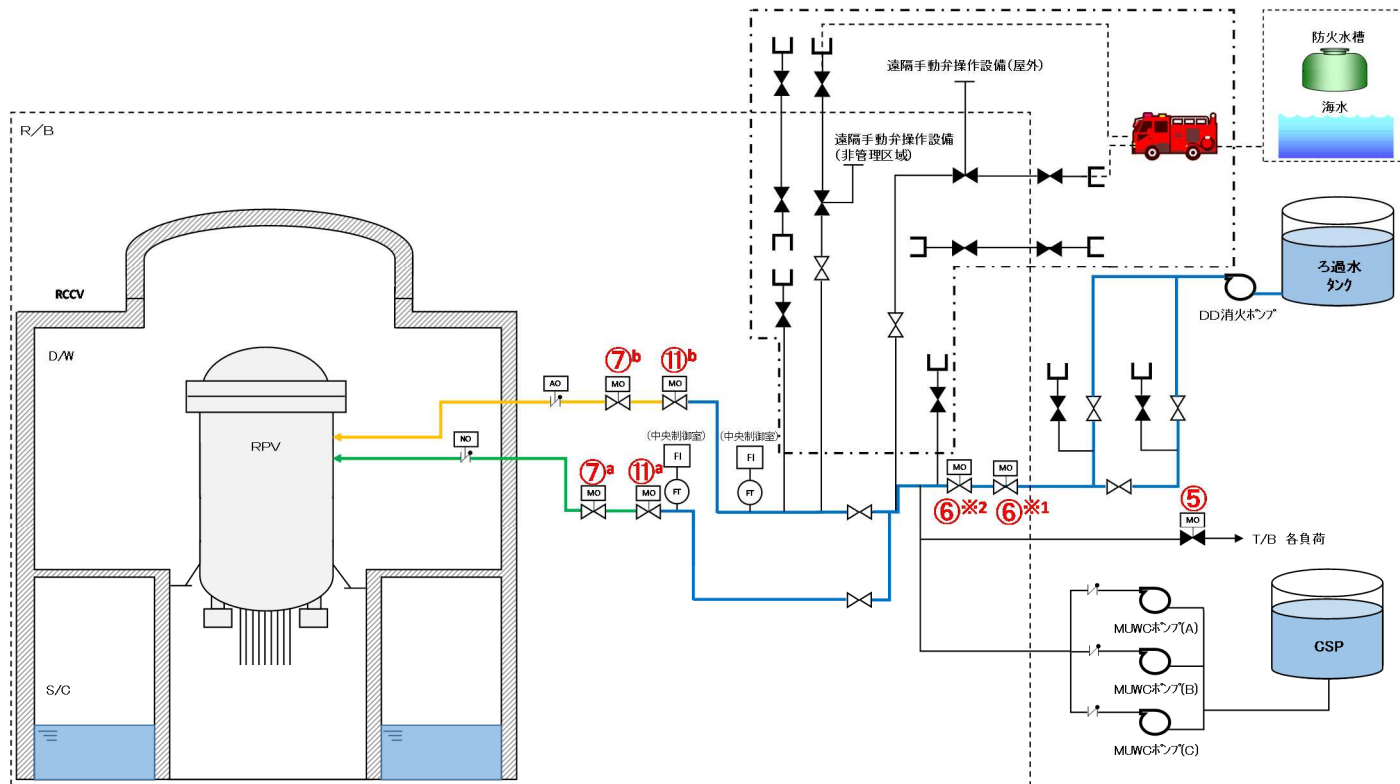 防火水槽
海水
遠隔手動弁操作設備(屋外)
遠隔手動弁操作設備
(非管理区域)
R/B
RCCV
D/W
RPV
S/C
ろ過水
タンク
DD消火ポンプ
⑦b
⑪b
AO
MO
MO
(中央制御室)
(中央制御室)
NO
FI
FI
⑦a
⑪a
MO
MO
FT
FT
MO
MO
⑥※2
⑥※1
⑤
MO
T/B 各負荷
MUWCポンプ(A)
MUWCポンプ(B)
MUWCポンプ(C)
CSP